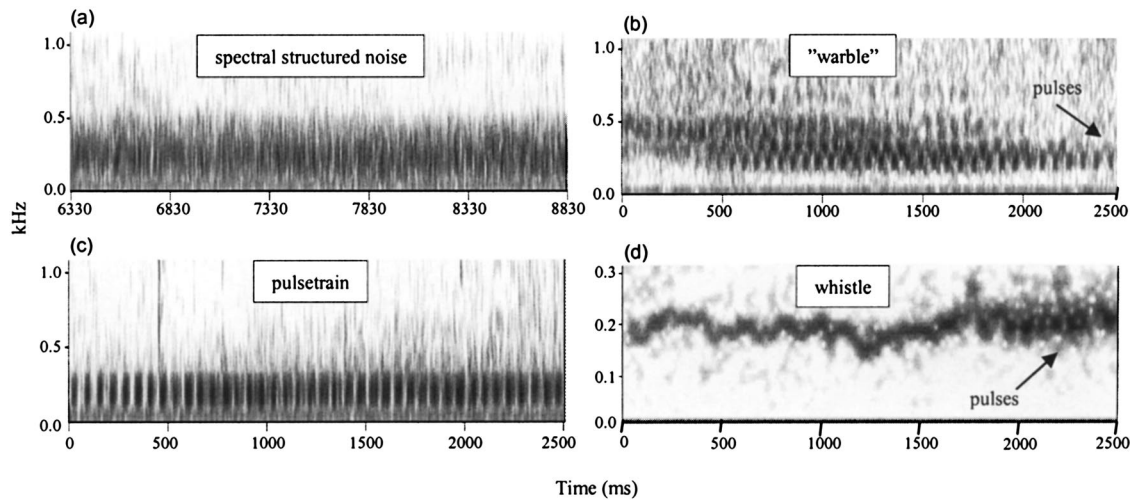 (a)
spectral structured noise
1.0
0.5
0.0
6330 6830 7330 7830 8330 8830
(b)
”warble”
pulses
1.0
0.5
0.0
0 500 1000 1500 2000 2500
kHz
(c)
pulsetrain
1.0
0.5
0.0
0 500 1000 1500 2000 2500
(d)
whistle
0.3
0.2
0.1
0.0
pulses
0 500 1000 1500 2000 2500
Time (ms)